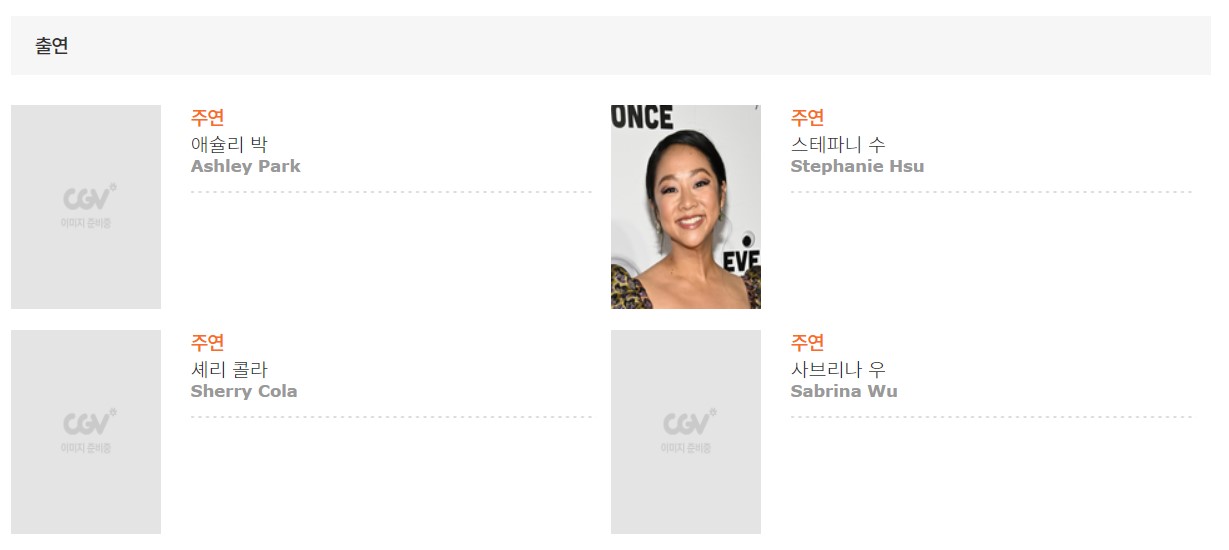 출연
주연
애슐리 박
Ashley Park
CGV
이미지 준비중
ONCE
EVE
주연
스테파니 수
Stephanie Hsu
주연
셰리 콜라
Sherry Cola
CGV
이미지 준비중
주연
사브리나 우
Sabrina Wu
CGV
이미지 준비중